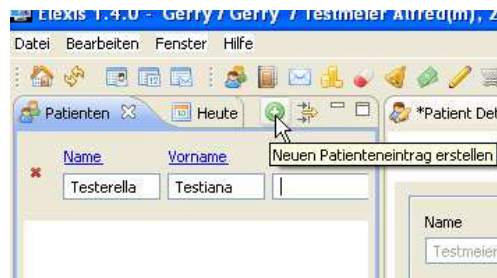 Elexis 1.4.0 - Gerry / Gerry / Testmeier Alfred(m), 2
Datei Bearbeiten Fenster Hilfe
Patienten Heute *Patient Det
Name Vorname Neuen Patienteneintrag erstellen
Testerella Testiana
Name
Testmeier